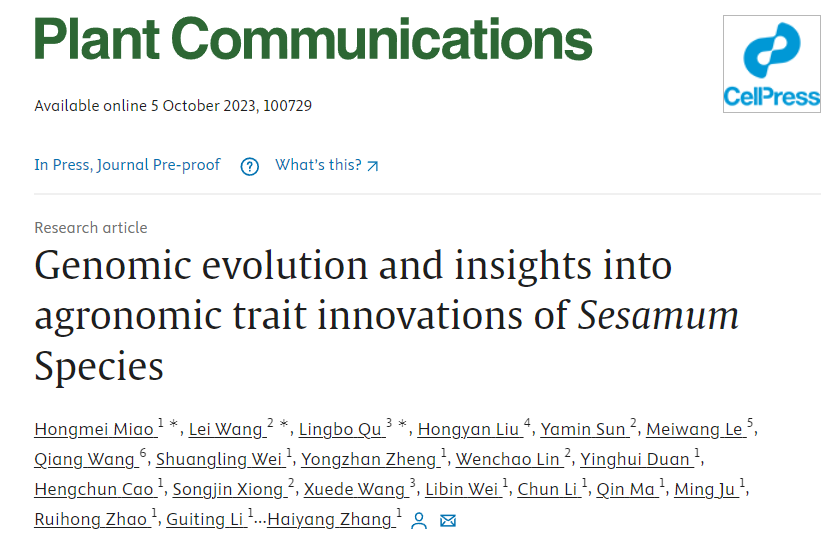 Plant Communications
CellPress
Available online 5 October 2023, 100729
In Press, Journal Pre-proof ? What's this? ↗
Research article
Genomic evolution and insights into
agronomic trait innovations of Sesamum
Species
Hongmei Miao 1 *, Lei Wang 2 *, Lingbo Qu 3 *, Hongyan Liu 4, Yamin Sun 2, Meiwang Le 5,
Qiang Wang 6, Shuangling Wei 1, Yongzhan Zheng 1, Wenchao Lin 2, Yinghui Duan 1,
Hengchun Cao 1, Songjin Xiong 2, Xuede Wang 3, Libin Wei 1, Chun Li 1, Qin Ma 1, Ming Ju 1,
Ruihong Zhao 1, Guiting Li 1…Haiyang Zhang 1